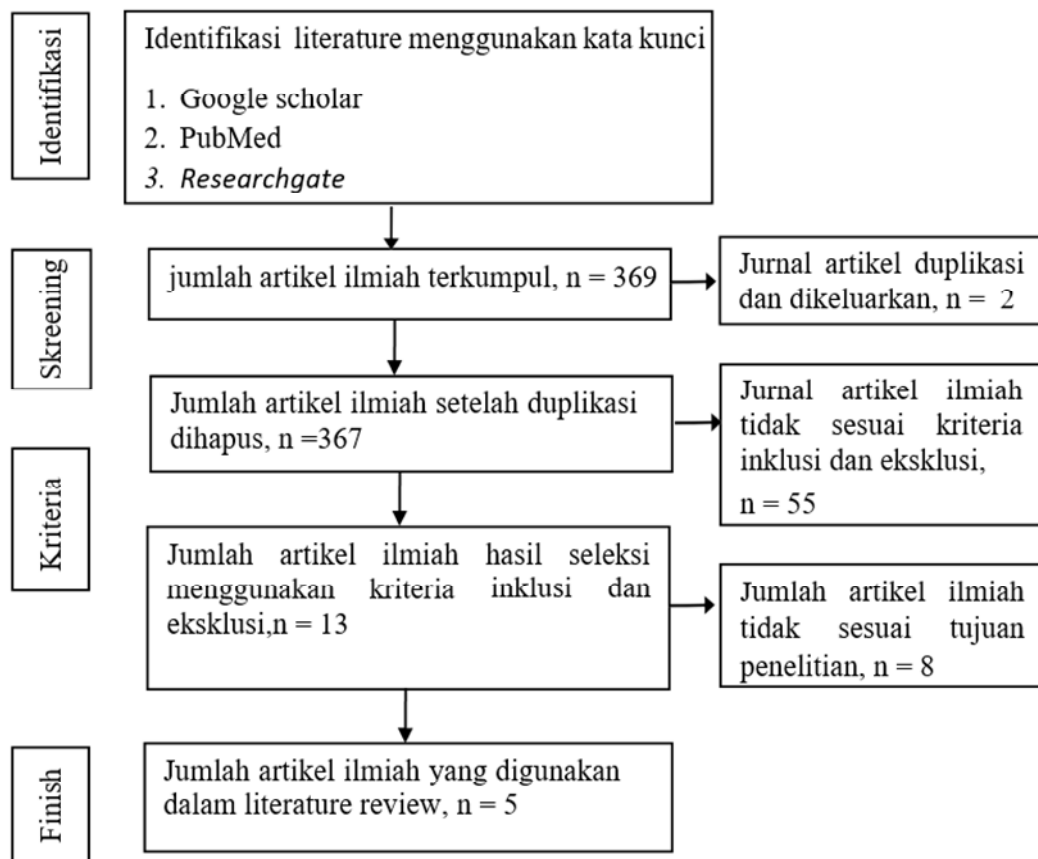 Identifikasi
Identifikasi literature menggunakan kata kunci
1. Google scholar
2. PubMed
3. Researchgate
Skreening
jumlah artikel ilmiah terkumpul, n = 369
Jurnal artikel duplikasi
dan dikeluarkan, n = 2
Jumlah artikel ilmiah setelah duplikasi
dihapus, n =367
Jurnal artikel ilmiah
tidak sesuai kriteria
inklusi dan eksklusi,
n = 55
Kriteria
Jumlah artikel ilmiah hasil seleksi
menggunakan kriteria inklusi dan
eksklusi,n = 13
Jumlah artikel ilmiah
tidak sesuai tujuan
penelitian, n = 8
Finish
Jumlah artikel ilmiah yang digunakan
dalam literature review, n = 5